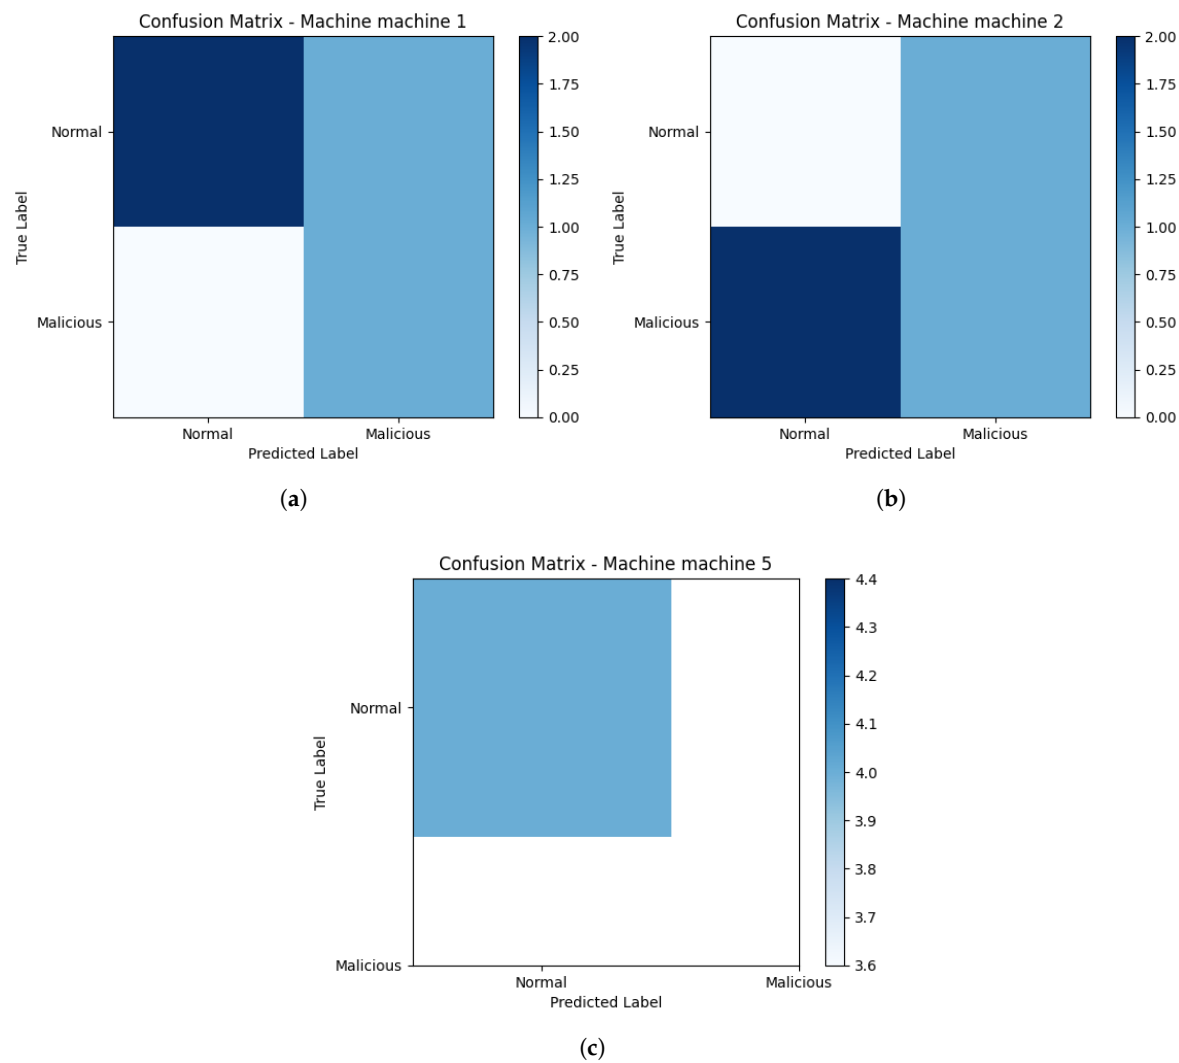 Confusion Matrix - Machine machine 1
2.00
1.75
1.50
1.25
1.00
0.75
0.50
0.25
0.00
True Label
Normal
Malicious
Normal
Malicious
Predicted Label
(a)
Confusion Matrix - Machine machine 2
2.00
1.75
1.50
1.25
1.00
0.75
0.50
0.25
0.00
True Label
Normal
Malicious
Normal
Malicious
Predicted Label
(b)
Confusion Matrix - Machine machine 5
4.4
4.3
4.2
4.1
4.0
3.9
3.8
3.7
3.6
True Label
Normal
Malicious
Normal
Malicious
Predicted Label
(c)